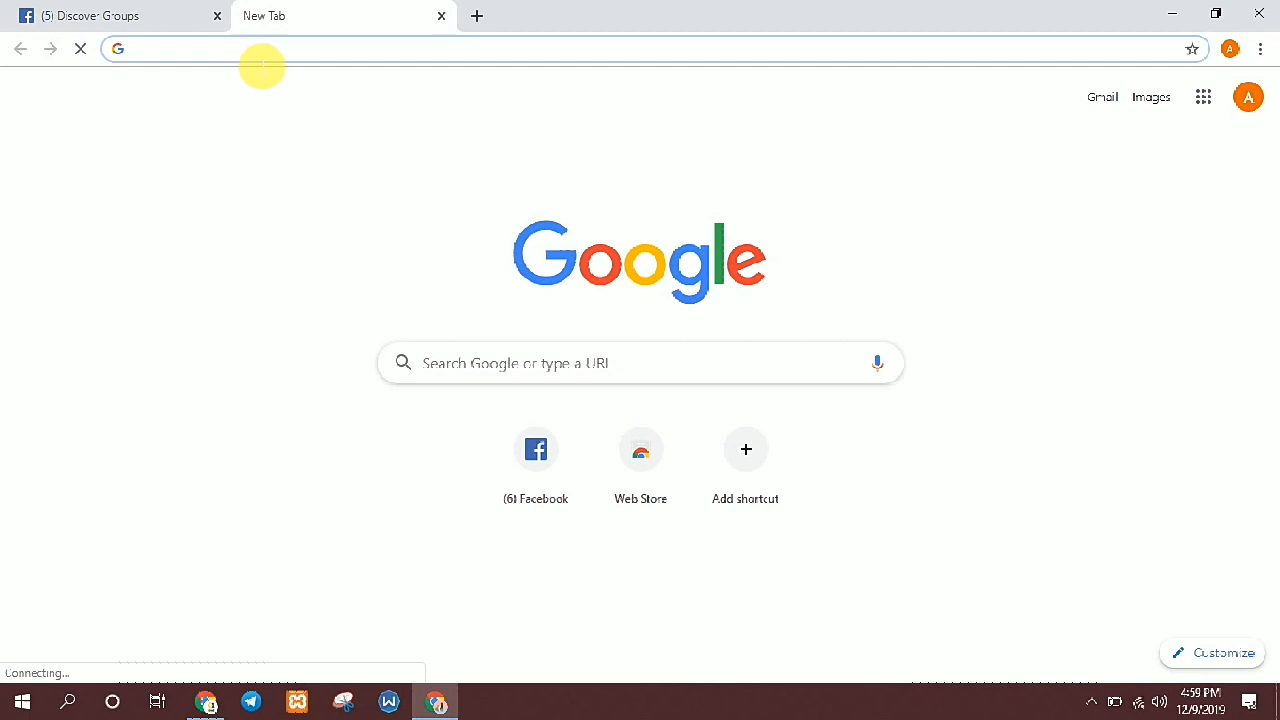 (5) Discover Groups
New Tab
Gmail Images
A
A
Google
Search Google or type a URL
(6) Facebook Web Store Add shortcut
Customize
Connecting...
4:59 PM
12/9/2019